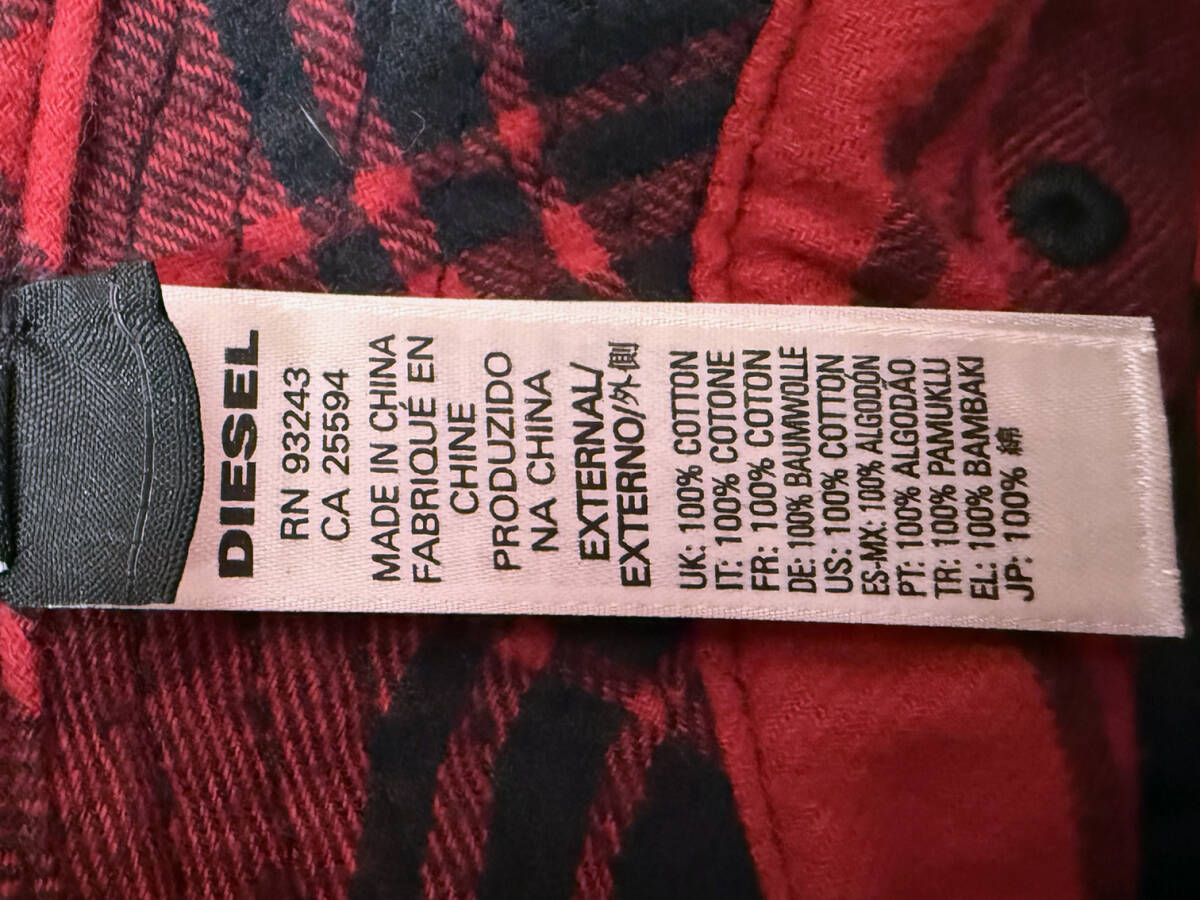 DIESEL
RN 93243
CA 25594
MADE IN CHINA
FABRIQUÉ EN
CHINE
PRODUZIDO
NA CHINA
EXTERNAL/
EXTERNO/外側
UK: 100% COTTON
IT: 100% COTONE
FR: 100% COTON
DE: 100% BAUMWOLLE
US: 100% COTTON
ES-MX: 100% ALGODÓN
PT: 100% ALGODÃO
TR: 100% PAMUKLU
EL: 100% BAMBAKI
JP: 100% 綿